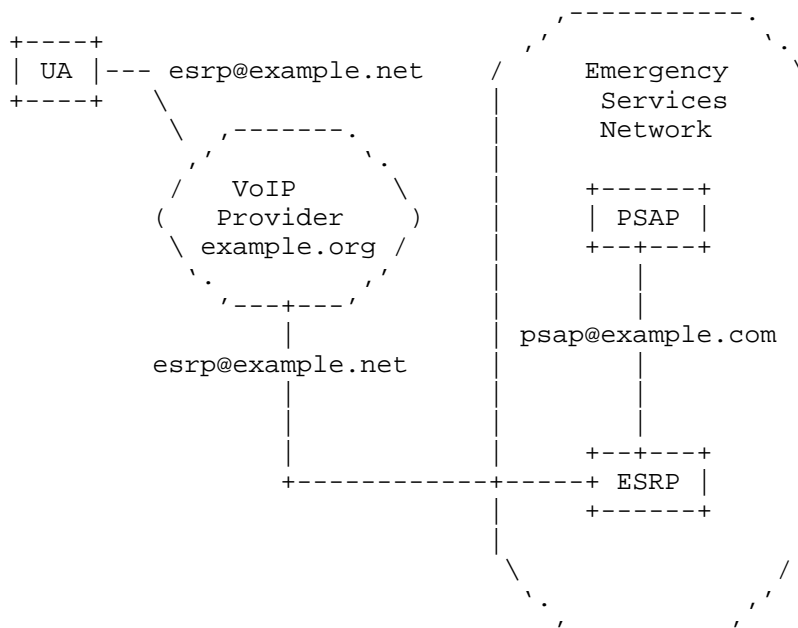 UA
esrp@example.net
Emergency
Services
Network
VoIP
Provider
example.org
PSAP
psap@example.com
esrp@example.net
ESRP